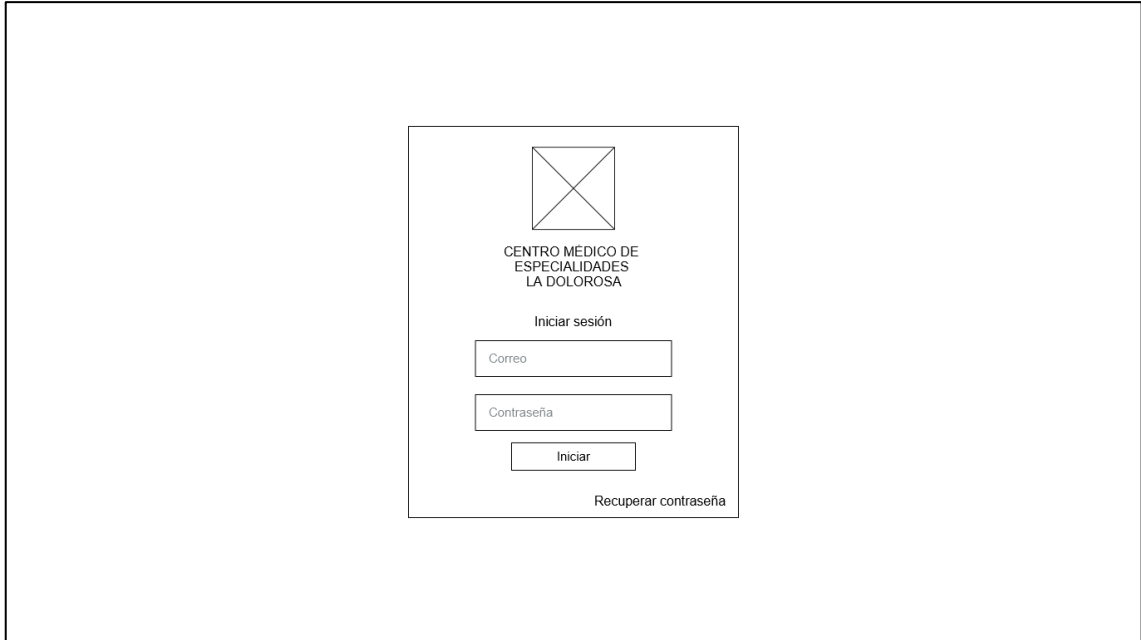 CENTRO MÉDICO DE
ESPECIALIDADES
LA DOLOROSA
Iniciar sesión
Correo
Contraseña
Iniciar
Recuperar contraseña